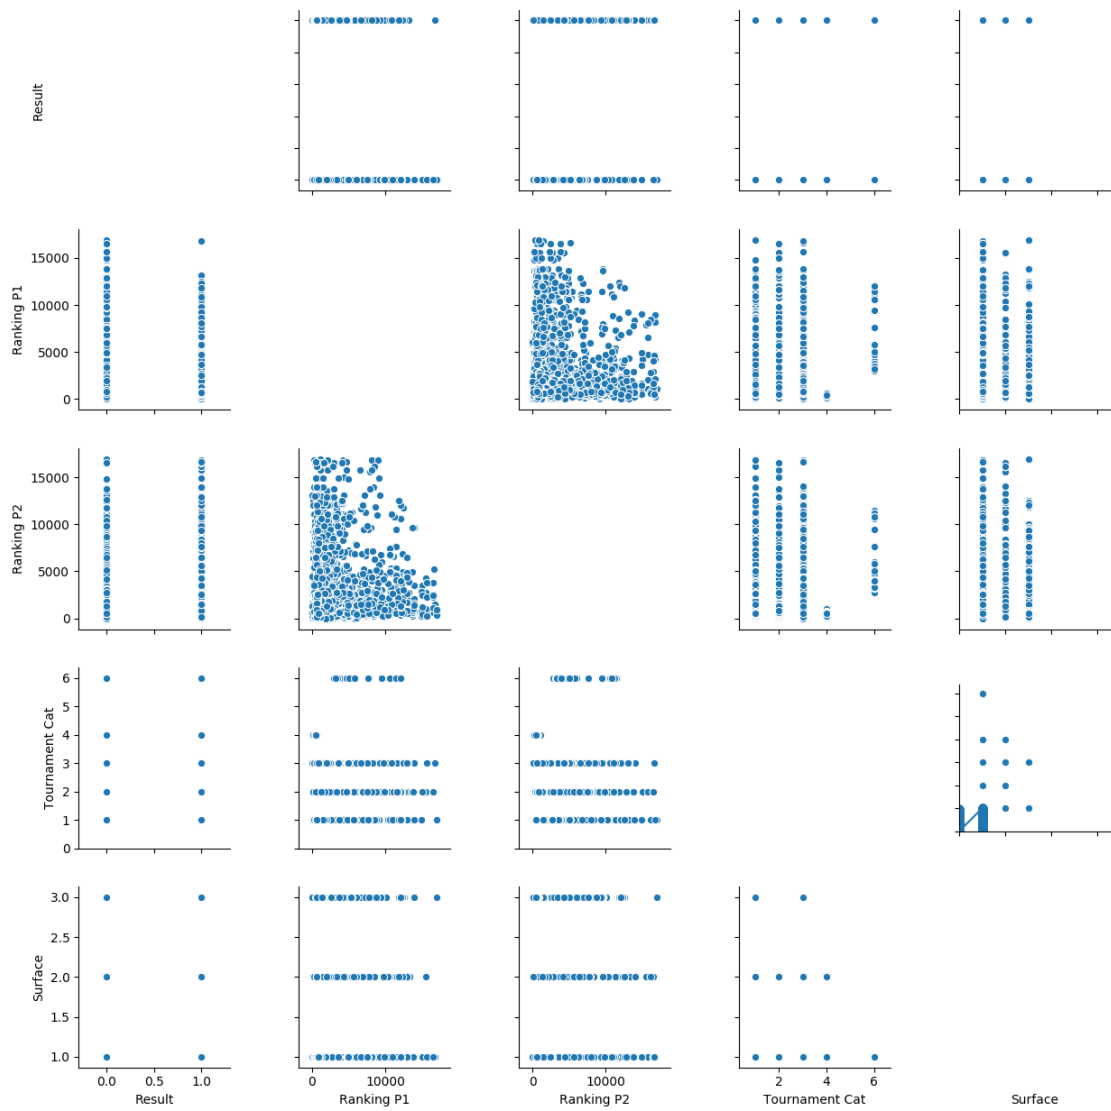 Result
Ranking P1
15000
10000
5000
0
Ranking P2
15000
10000
5000
0
Tournament Cat
6
5
4
3
2
1
0
Surface
3.0
2.5
2.0
1.5
1.0
0.0 0.5 1.0
0 10000
0 10000
2 4 6
Result
Ranking P1
Ranking P2
Tournament Cat
Surface